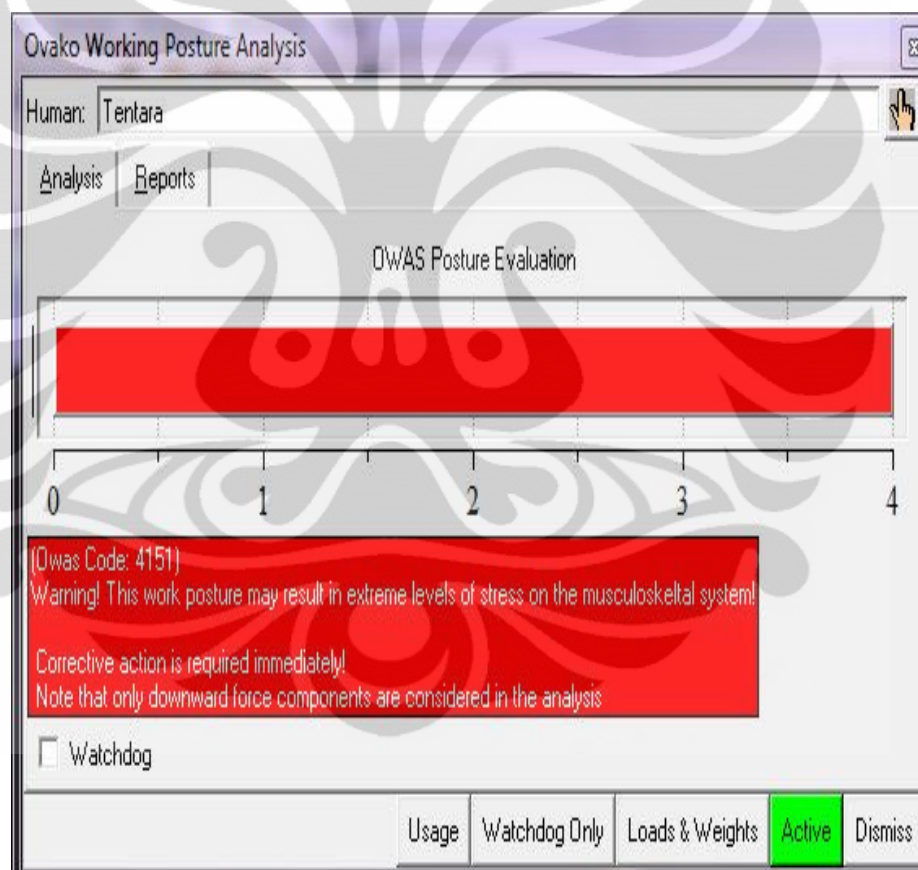 Ovako Working Posture Analysis
Human: Tentara
Analysis Reports
OWAS Posture Evaluation
0 1 2 3 4
(Owas Code: 4151)
Warning! This work posture may result in extreme levels of stress on the musculoskeltal system!
Corrective action is required immediately!
Note that only downward force components are considered in the analysis
Watchdog
Usage Watchdog Only Loads & Weights Active Dismiss